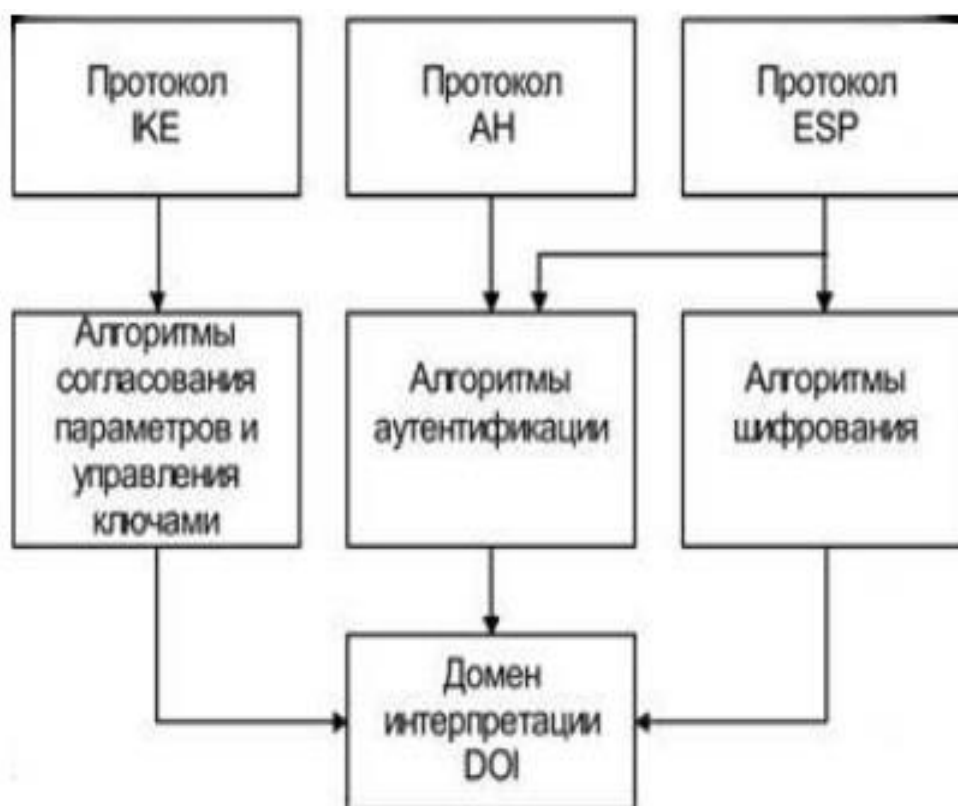 Протокол
IKE
Протокол
AH
Протокол
ESP
Алгоритмы
согласования
параметров и
управления
ключами
Алгоритмы
аутентификации
Алгоритмы
шифрования
Домен
интерпретации
DOI